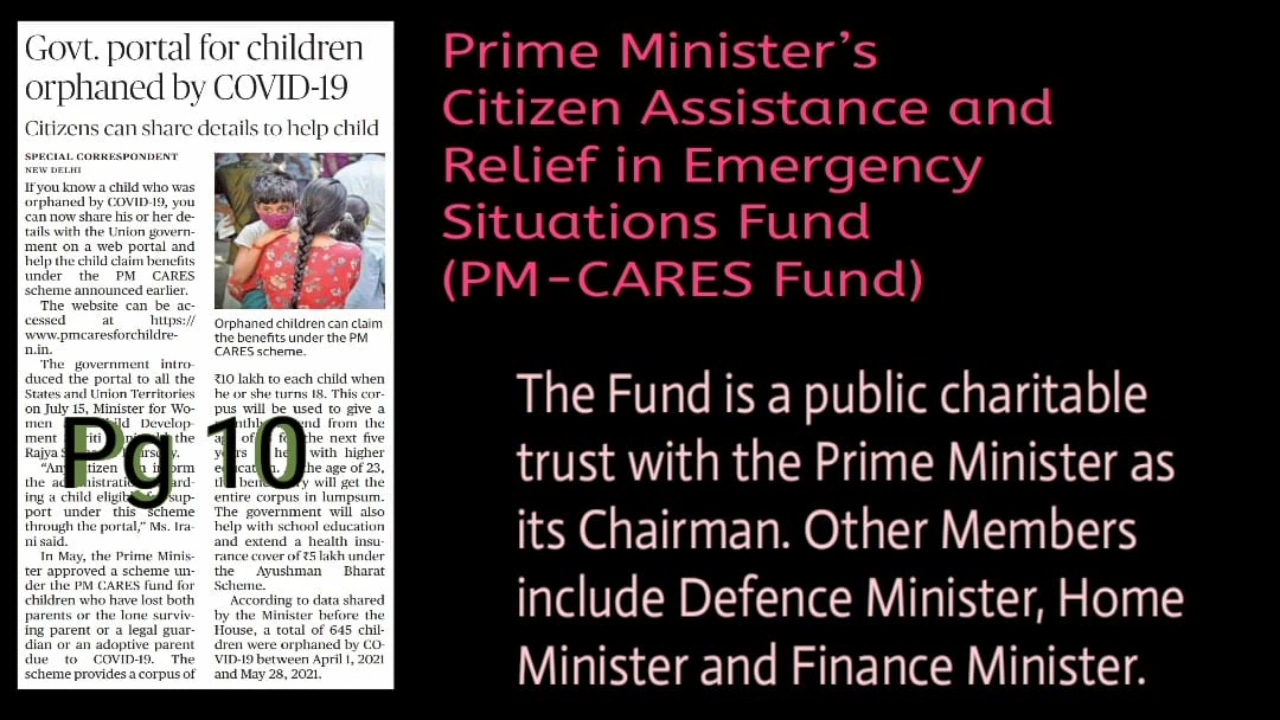 Govt. portal for children
orphaned by COVID-19
Citizens can share details to help child
SPECIAL CORRESPONDENT
NEW DELHI
If you know a child who was
orphaned by COVID-19, you
can now share his or her de-
tails with the Union govern-
ment on a web portal and
help the child claim benefits
under the PM CARES
scheme announced earlier.
The website can be ac-
cessed at https://
www.pmcaresforchildre-
n.in.
The government intro-
duced the portal to all the
States and Union Territories
on July 15, Minister for Wo-
men
ment the
Rajya
"Any
the
ing a child
port under this scheme
through the portal," Ms. Ira-
ni said.
In May, the Prime Minis-
ter approved a scheme un-
der the PM CARES fund for
children who have lost both
parents or the lone surviv-
ing parent or a legal guar-
dian or an adoptive parent
due to COVID-19. The
scheme provides a corpus of
Orphaned children can claim
the benefits under the PM
CARES scheme.
₹10 lakh to each child when
he or she turns 18. This cor-
pus will be used to give a
from the
the next five
with higher
the age of 23,
will get the
entire corpus in lumpsum.
The government will also
help with school education
and extend a health insu-
rance cover of ₹5 lakh under
the Ayushman Bharat
Scheme.
According to data shared
by the Minister before the
House, a total of 645 chil-
dren were orphaned by CO-
VID-19 between April 1, 2021
and May 28, 2021.
Pg 10
Prime Minister’s
Citizen Assistance and
Relief in Emergency
Situations Fund
(PM-CARES Fund)
The Fund is a public charitable
trust with the Prime Minister as
its Chairman. Other Members
include Defence Minister, Home
Minister and Finance Minister.